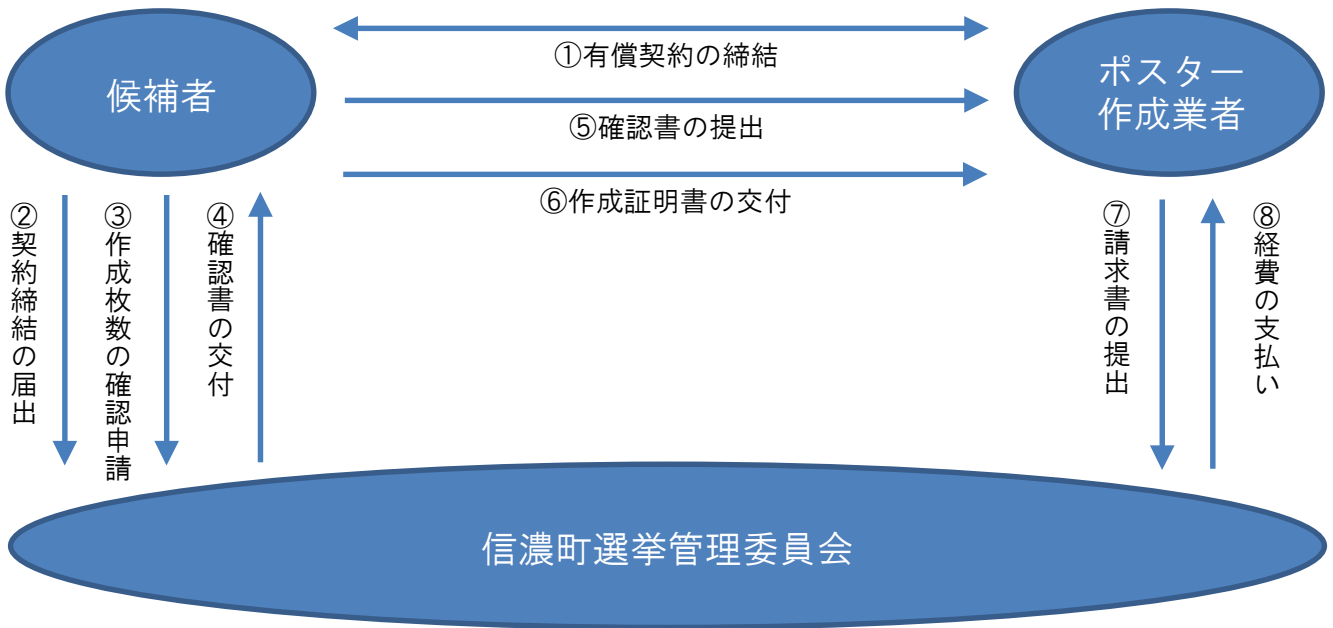 ①有償契約の締結
候補者
ポスター
作成業者
⑤確認書の提出
⑥作成証明書の交付
②契約締結の届出
③作成枚数の確認申請
④確認書の交付
⑦請求書の提出
⑧経費の支払い
信濃町選挙管理委員会